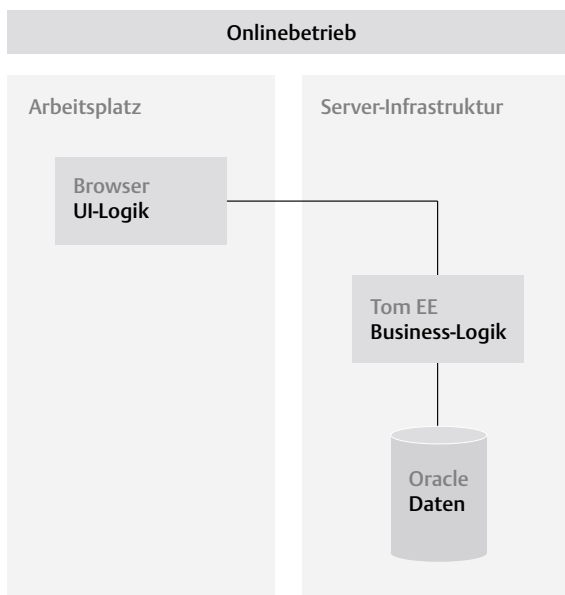 Onlinebetrieb
Arbeitsplatz
Browser
UI-Logik
Server-Infrastruktur
Tom EE
Business-Logik
Oracle
Daten